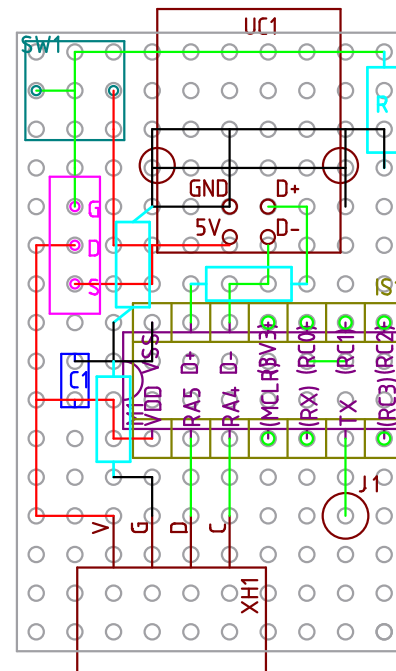 UC1
SW1
R
GND
D+
G
5V
D-
D
S
IS
VSS
D+
D-
3V3
(RC0)
(RC1)
(RC2)
C1
VDD
RA5
RA4
(MCLR)
(RX)
TX
(RC3)
J1
V
G
D
C
XH1